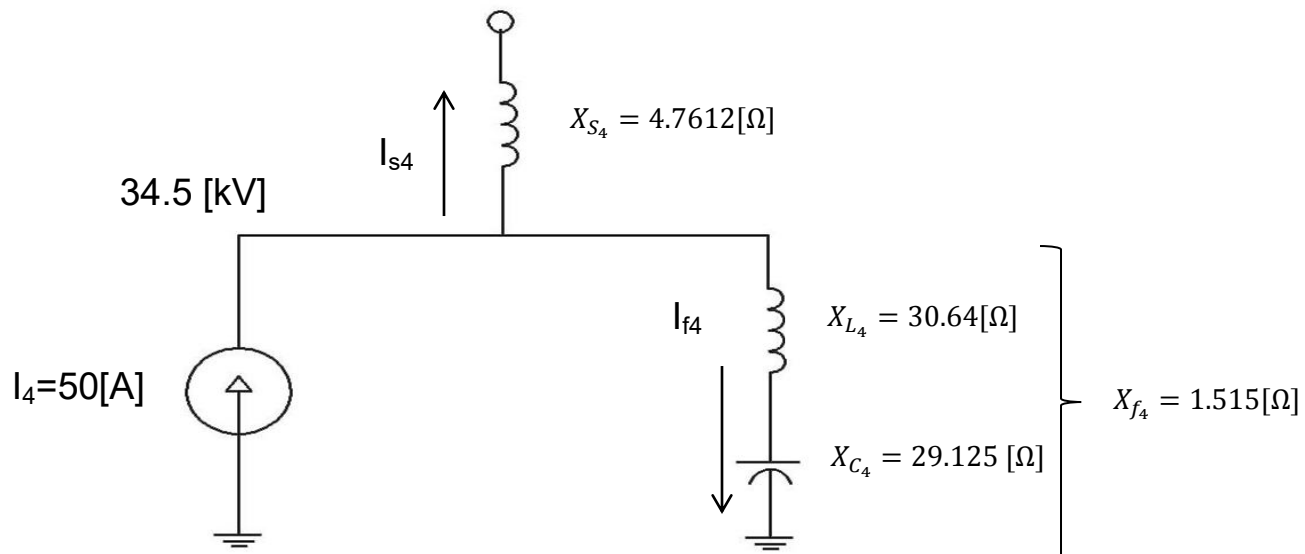 X_{S_4} = 4.7612[Ω]
I_{s4}
34.5 [kV]
I_{f4}
X_{L_4} = 30.64[Ω]
I_4=50[A]
X_{f_4} = 1.515[Ω]
X_{C_4} = 29.125 [Ω]